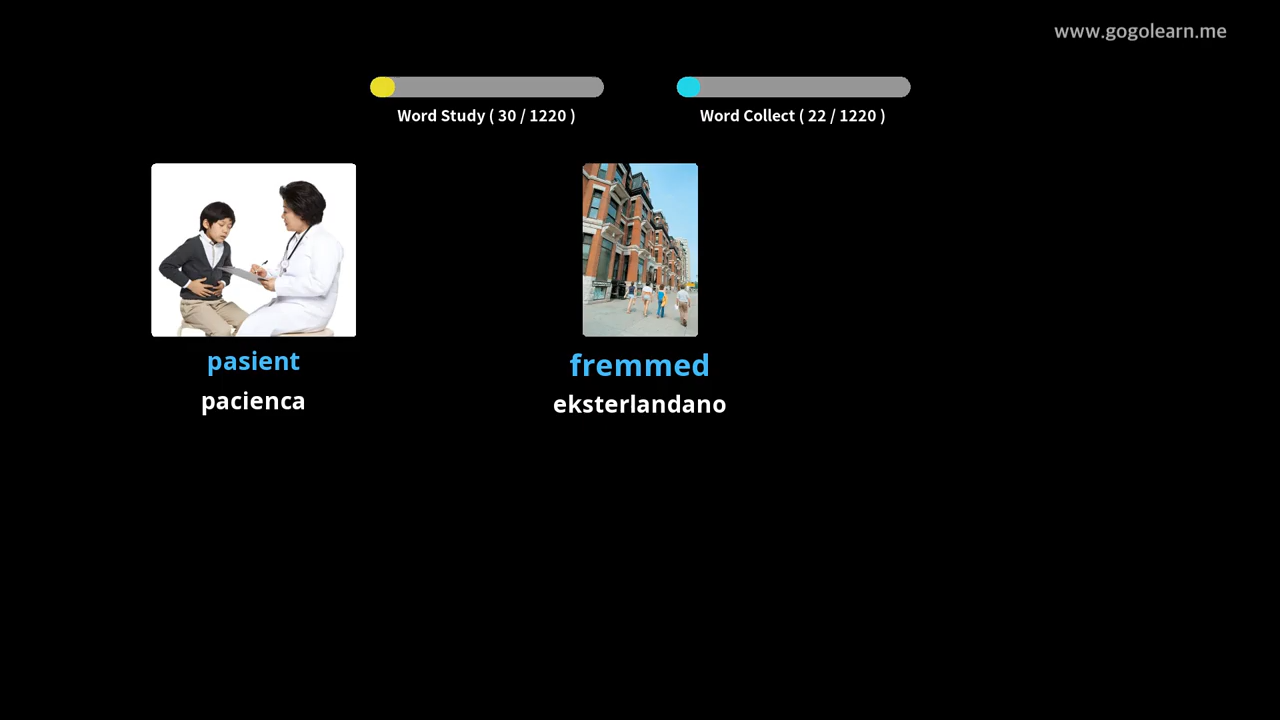 www.gogolearn.me
Word Study ( 30 / 1220 )
Word Collect ( 22 / 1220 )
pasient
pacienca
fremmed
eksterlandano